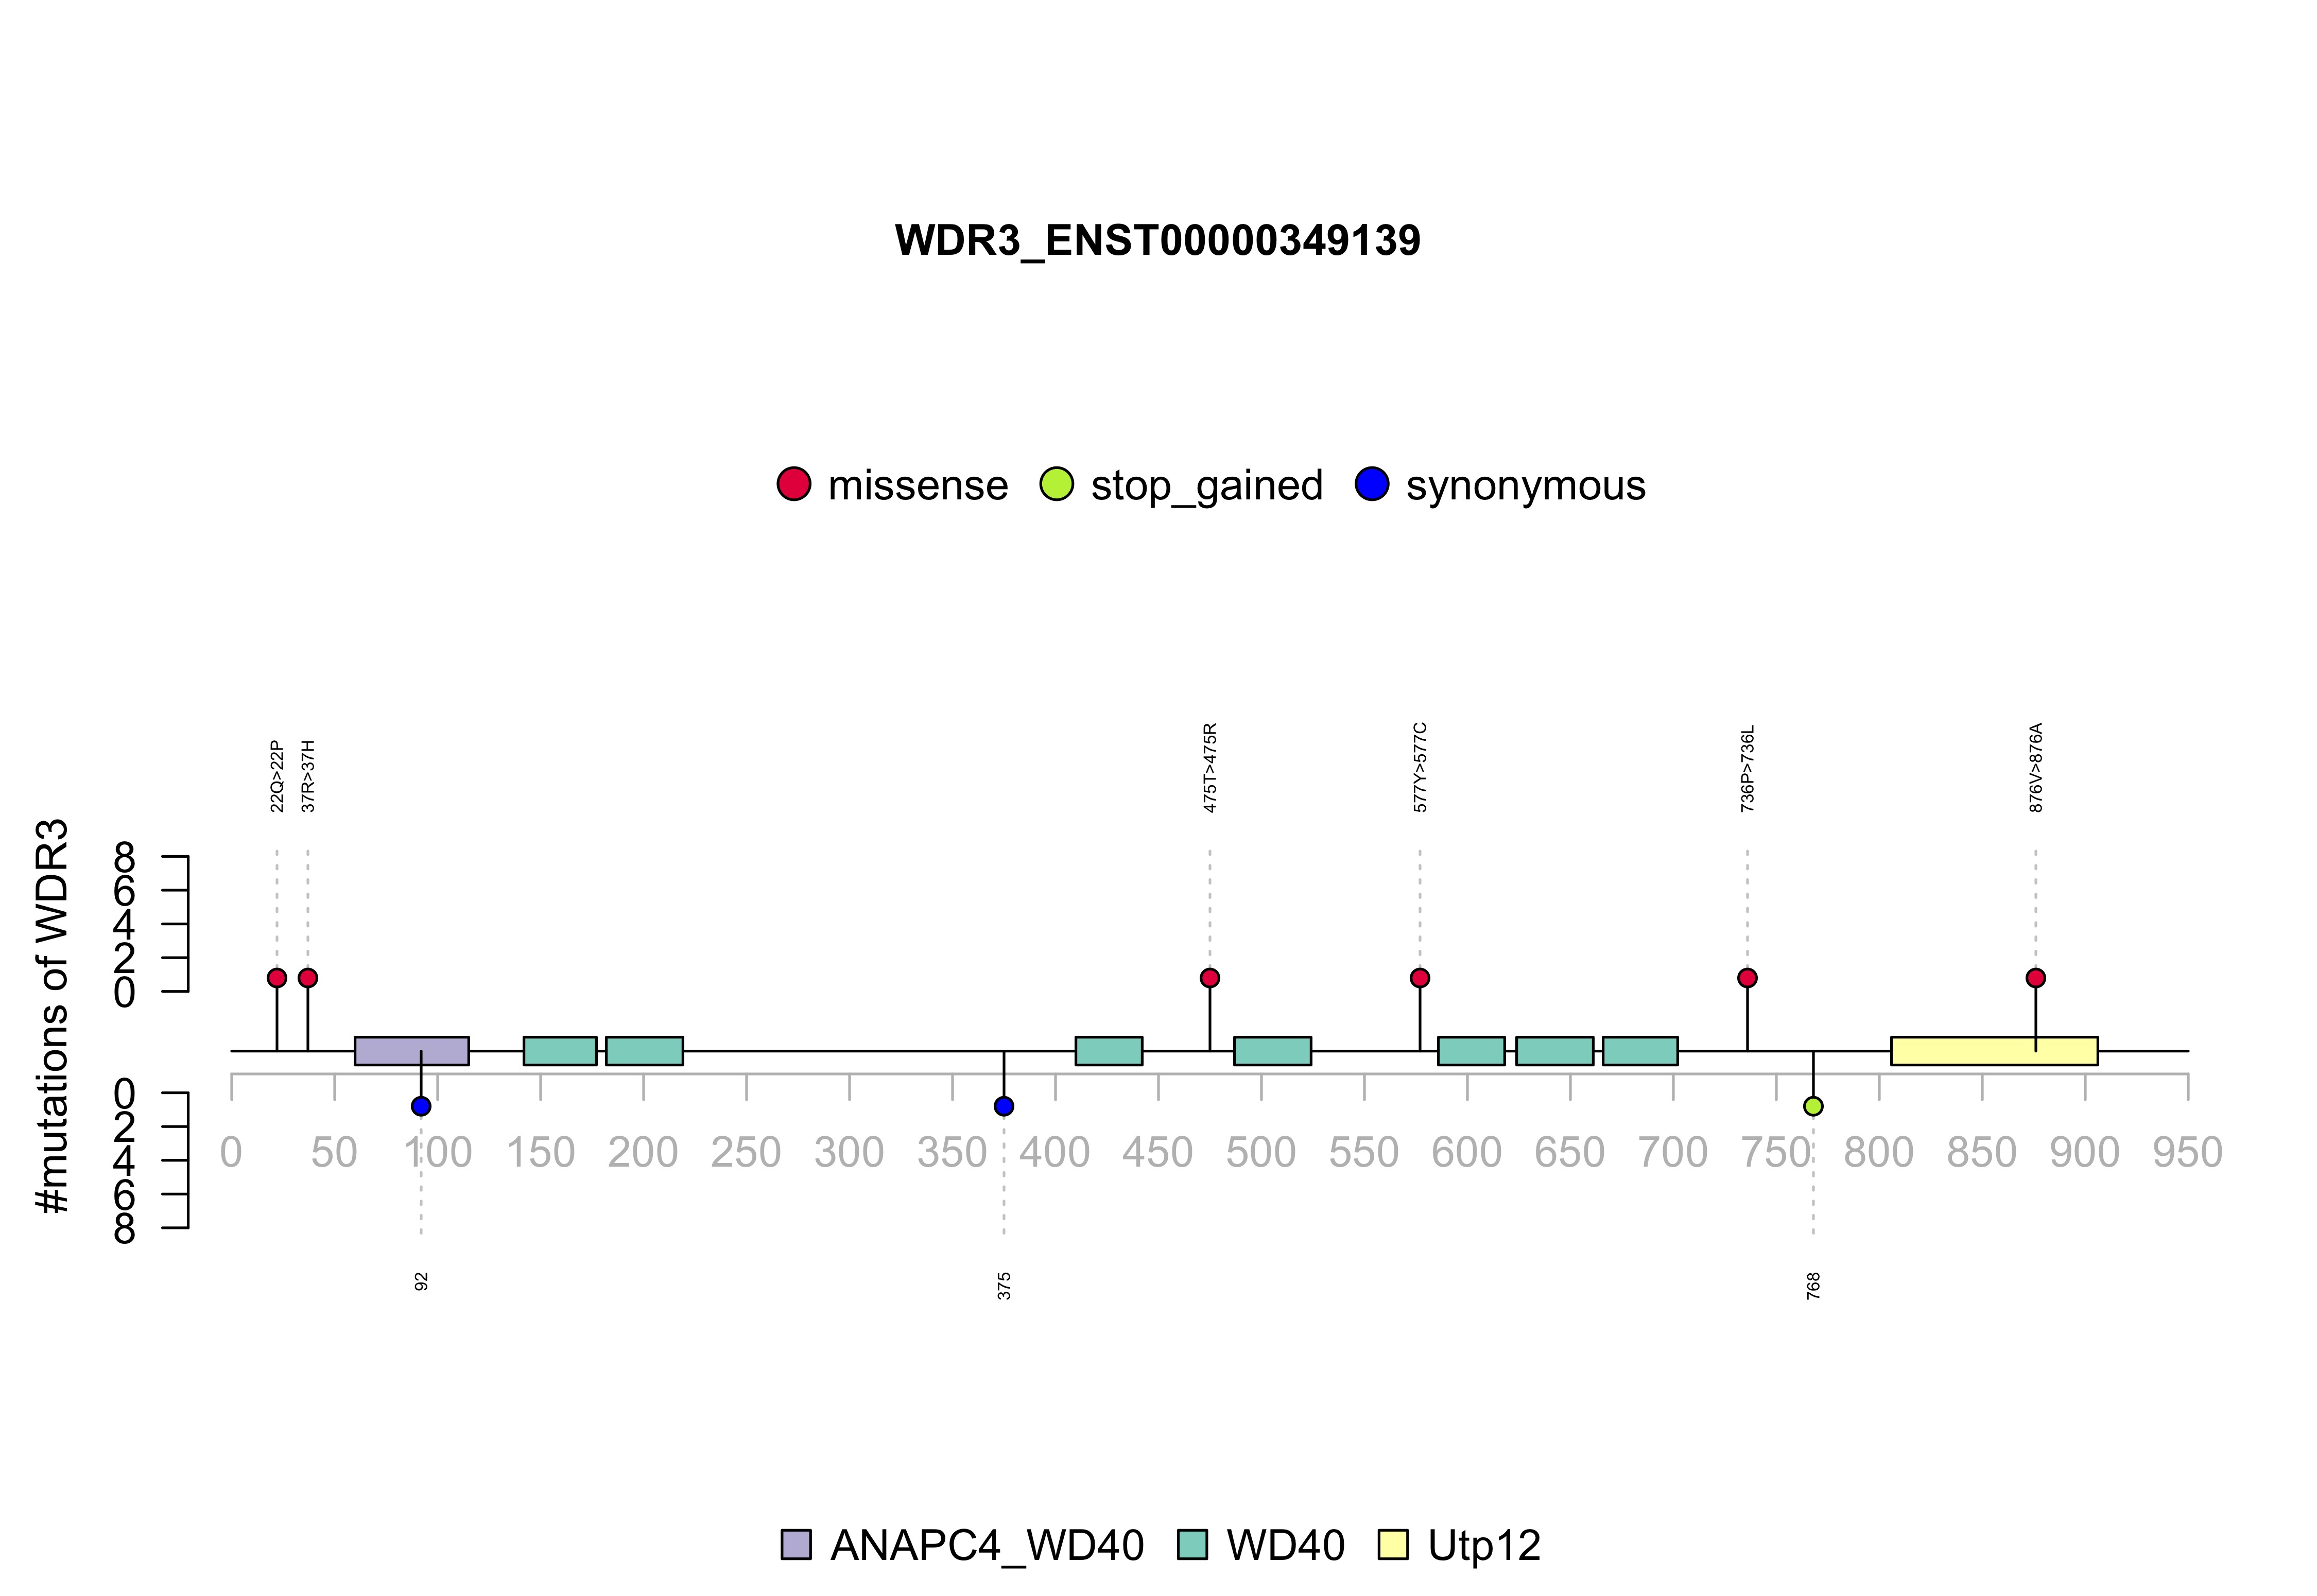 WDR3_ENST00000349139
missense stop_gained synonymous
22Q>22P 37R>37H 475T>475R 577Y>577C 736P>736L 876V>876A
#mutations of WDR3
8
6
4
2
0
0
2
4
6
8
0 50 100 150 200 250 300 350 400 450 500 550 600 650 700 750 800 850 900 950
92 375 768
ANAPC4_WD40 WD40 Utp12